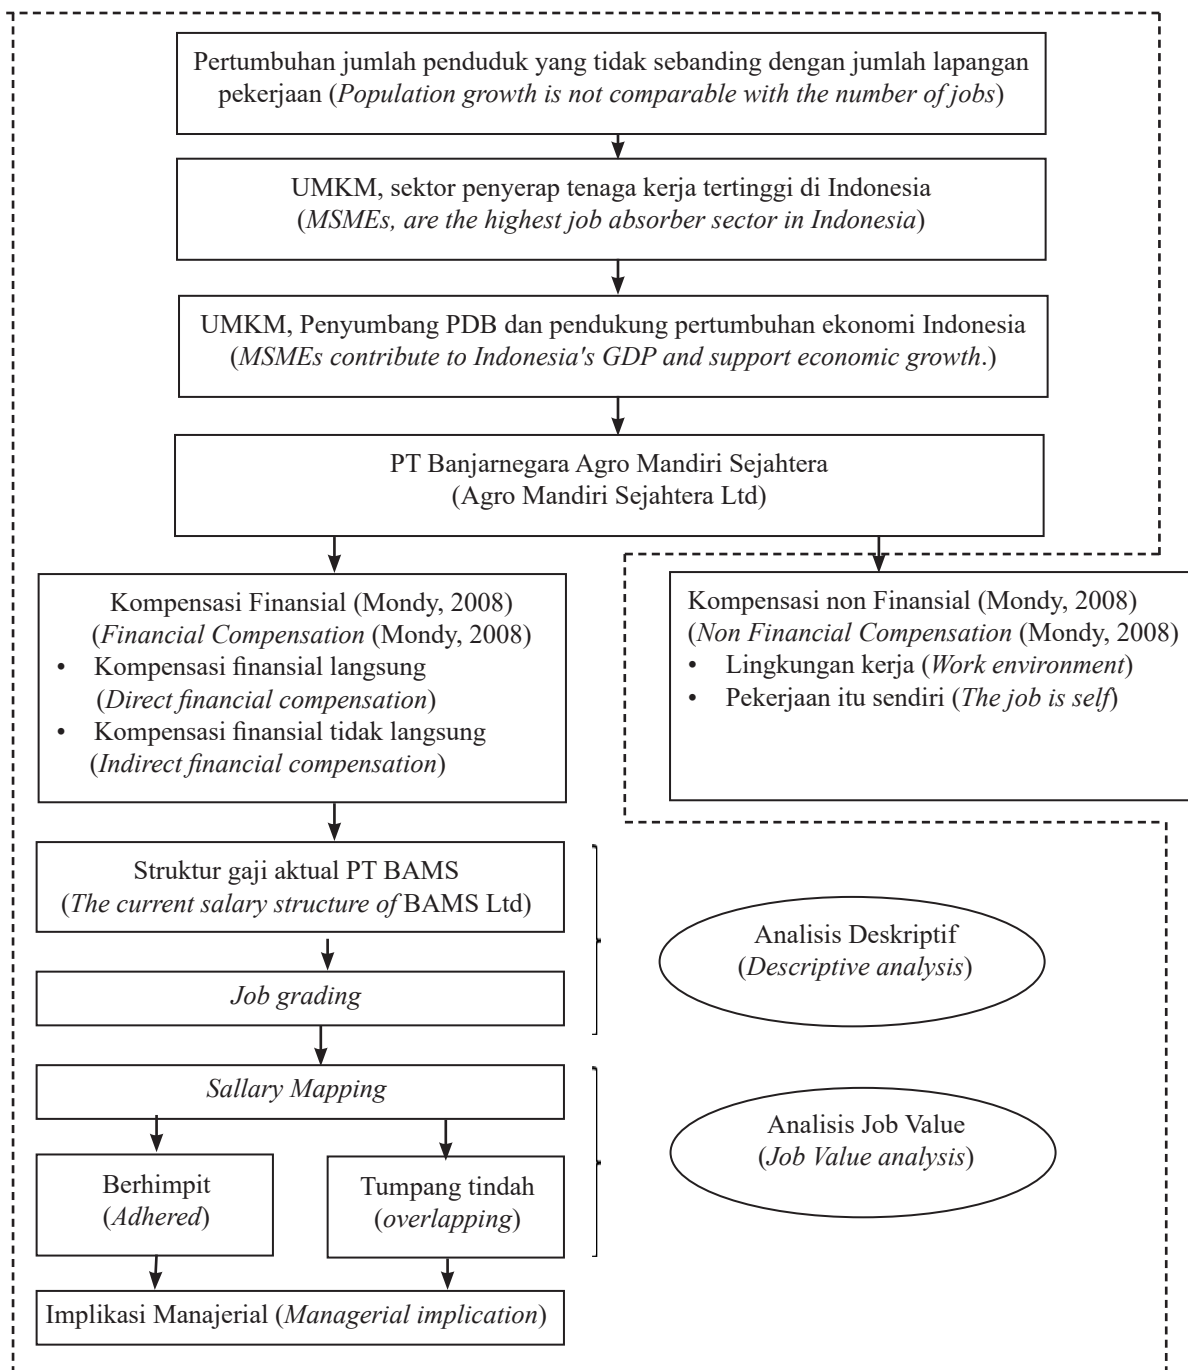 Pertumbuhan jumlah penduduk yang tidak sebanding dengan jumlah lapangan
pekerjaan (Population growth is not comparable with the number of jobs)
UMKM, sektor penyerap tenaga kerja tertinggi di Indonesia
(MSMEs, are the highest job absorber sector in Indonesia)
UMKM, Penyumbang PDB dan pendukung pertumbuhan ekonomi Indonesia
(MSMEs contribute to Indonesia's GDP and support economic growth.)
PT Banjarnegara Agro Mandiri Sejahtera
(Agro Mandiri Sejahtera Ltd)
Kompensasi Finansial (Mondy, 2008)
(Financial Compensation (Mondy, 2008)
• Kompensasi finansial langsung
(Direct financial compensation)
• Kompensasi finansial tidak langsung
(Indirect financial compensation)
Kompensasi non Finansial (Mondy, 2008)
(Non Financial Compensation (Mondy, 2008)
• Lingkungan kerja (Work environment)
• Pekerjaan itu sendiri (The job is self)
Struktur gaji aktual PT BAMS
(The current salary structure of BAMS Ltd)
Job grading
Analisis Deskriptif
(Descriptive analysis)
Sallary Mapping
Berhimpit
(Adhered)
Tumpang tindah
(overlapping)
Analisis Job Value
(Job Value analysis)
Implikasi Manajerial (Managerial implication)